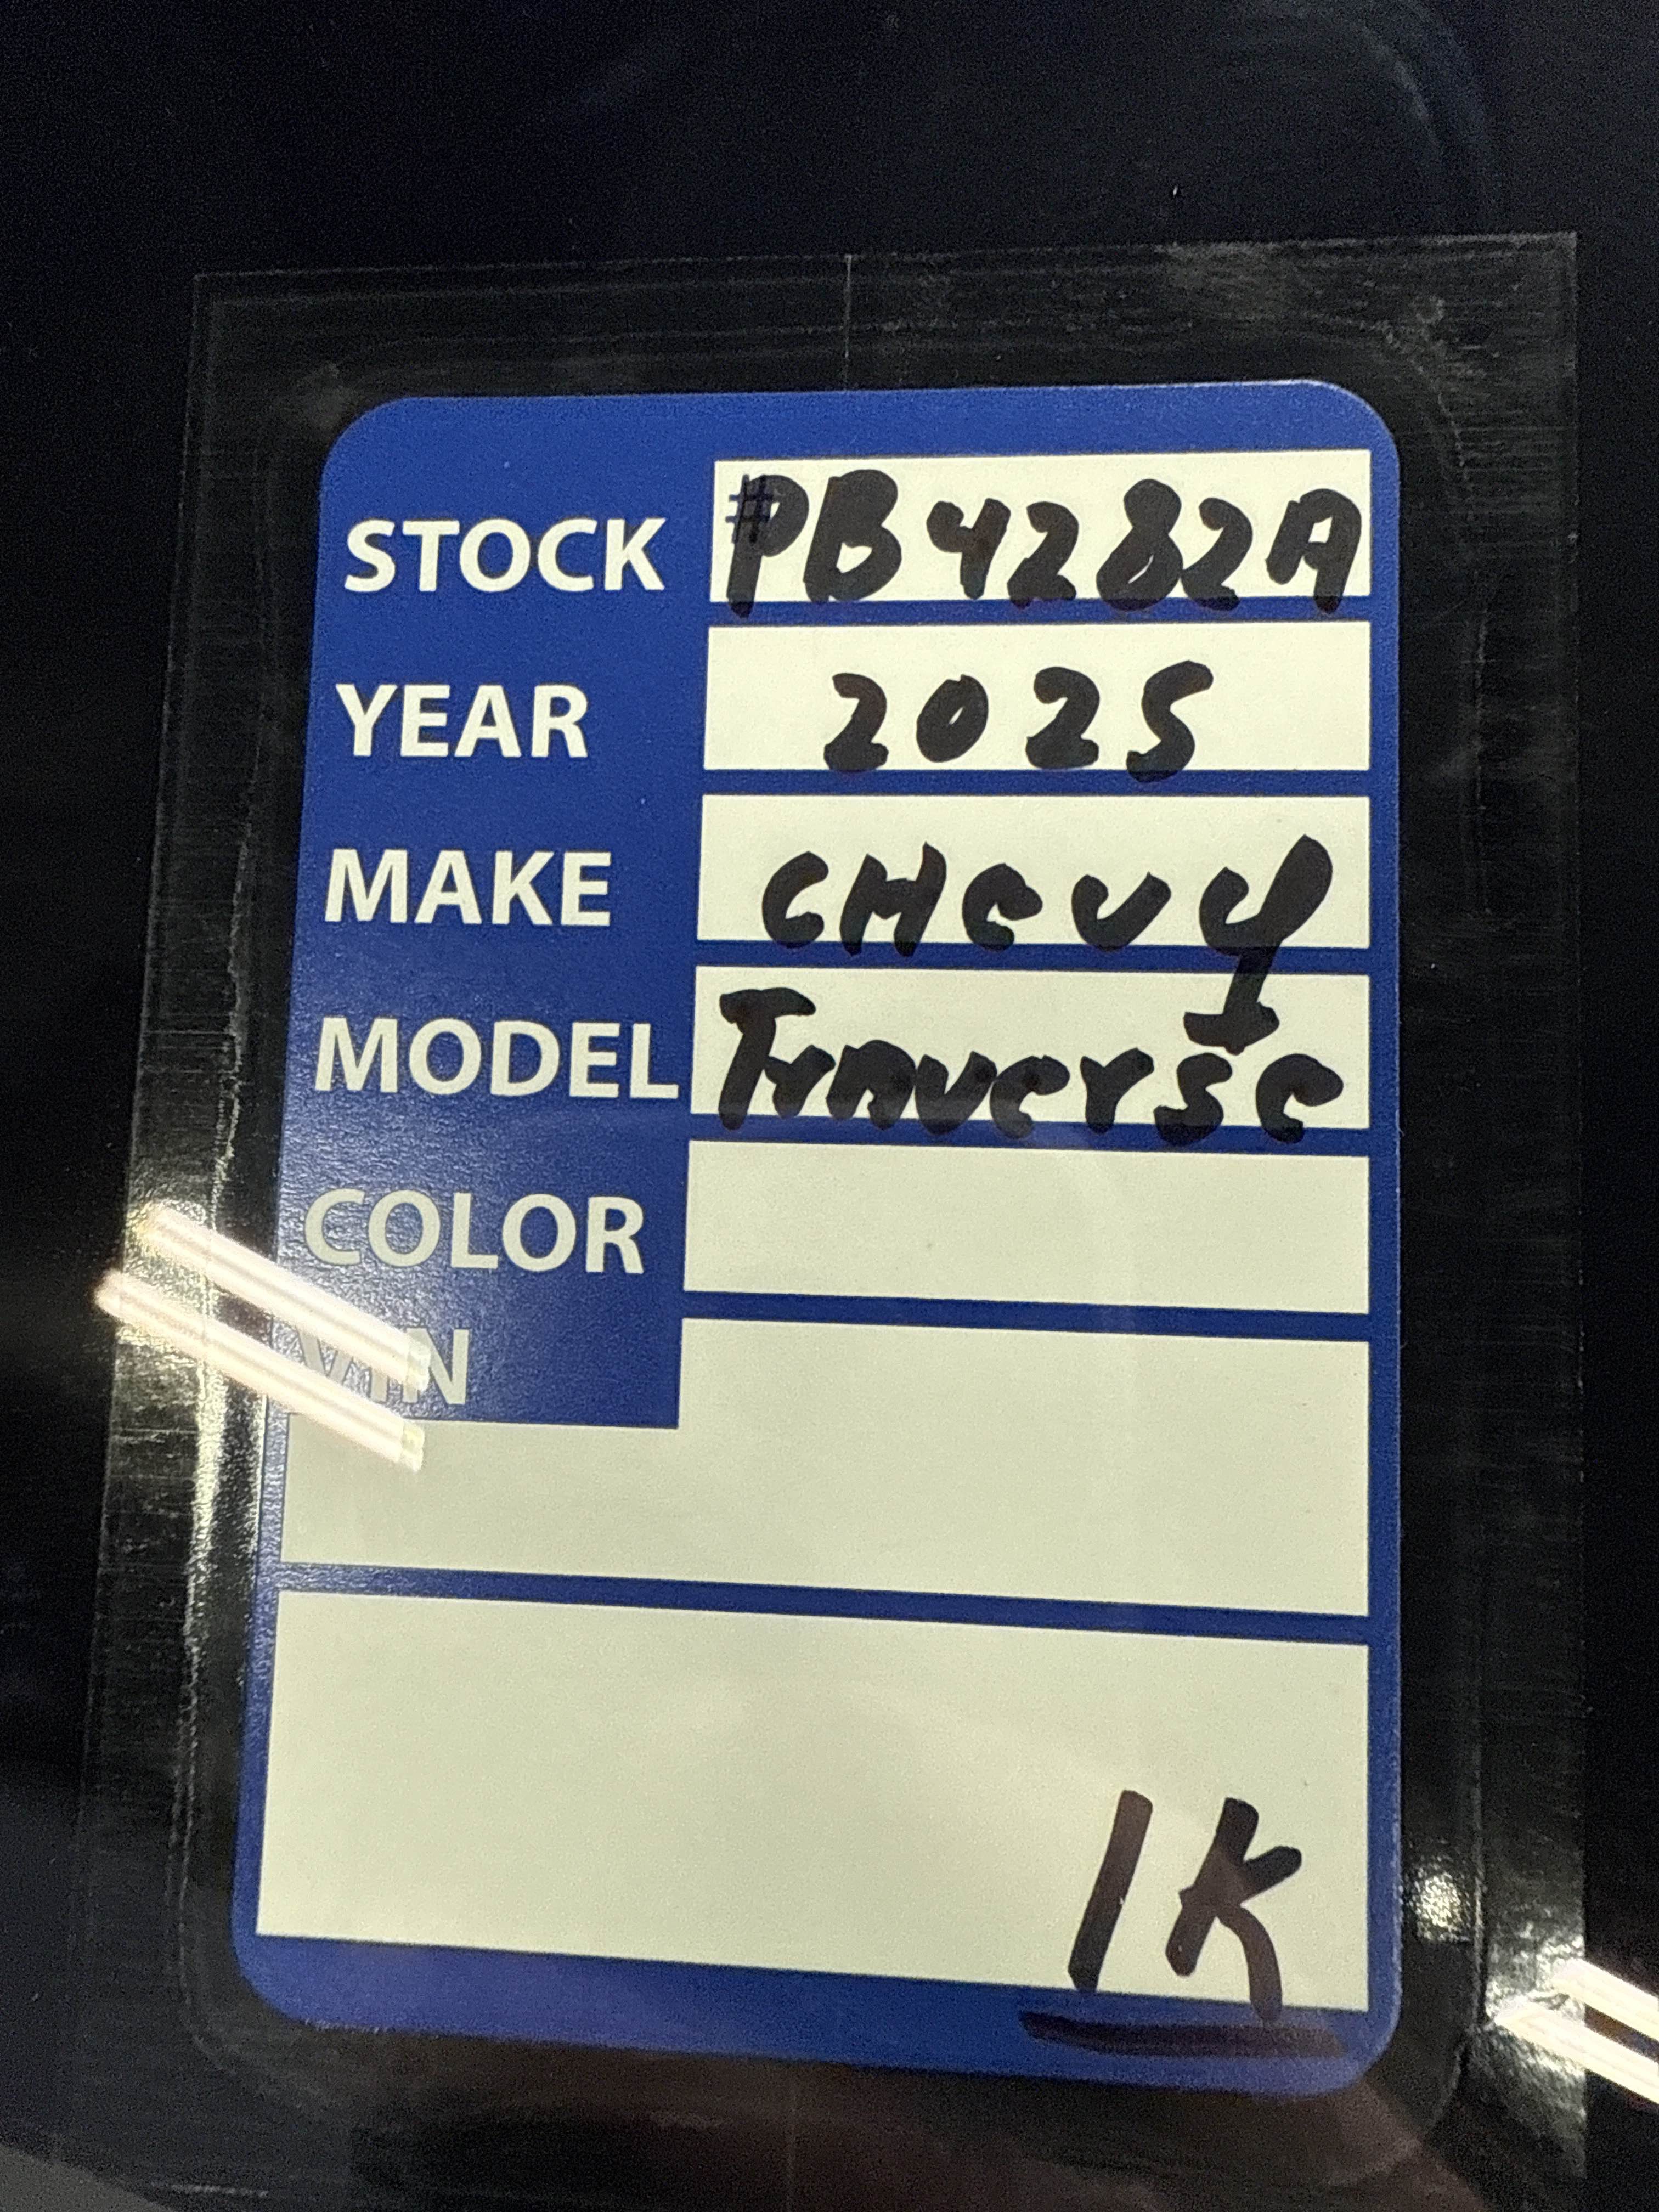 STOCK #PB4282A
YEAR 2025
MAKE CHevy
MODEL Traverse
COLOR
VIN
1K